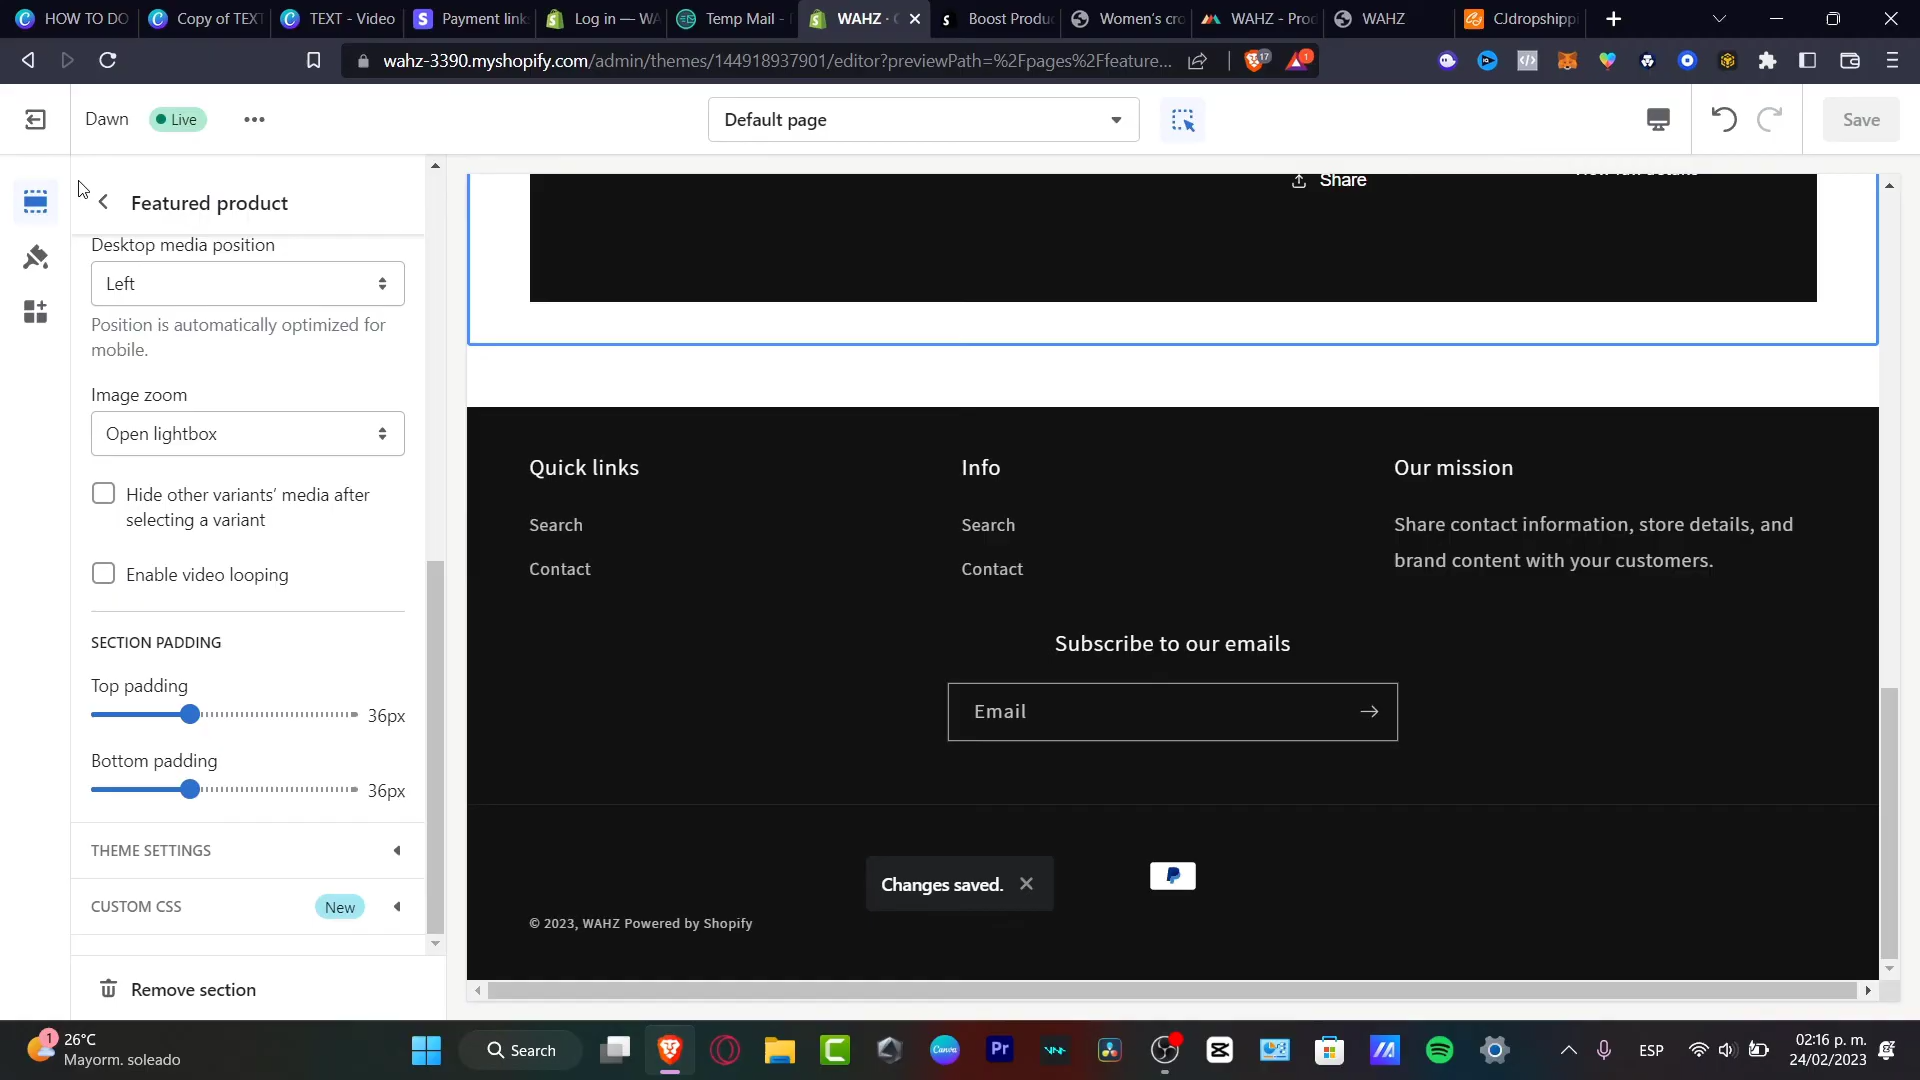 HOW TO DO
Copy of TEXT
TEXT - Video
Payment link
Log in — WA
Temp Mail -
WAHZ ·
Boost Produ
Women's cro
WAHZ - Prod
WAHZ
CJdropshippi
wahz-3390.myshopify.com/admin/themes/144918937901/editor?previewPath=%2Fpages%2Ffeature...
17
1
Dawn
Live
Default page
Save
Featured product
Desktop media position
Left
Position is automatically optimized for
mobile.
Image zoom
Open lightbox
Hide other variants' media after
selecting a variant
Enable video looping
SECTION PADDING
Top padding
36px
Bottom padding
36px
THEME SETTINGS
CUSTOM CSS
New
Remove section
Share
Quick links
Search
Contact
Info
Search
Contact
Our mission
Share contact information, store details, and
brand content with your customers.
Subscribe to our emails
Email
Changes saved.
© 2023, WAHZ Powered by Shopify
1
26°C
Mayorm. soleado
Search
Canva
Pr
ESP
02:16 p. m.
24/02/2023